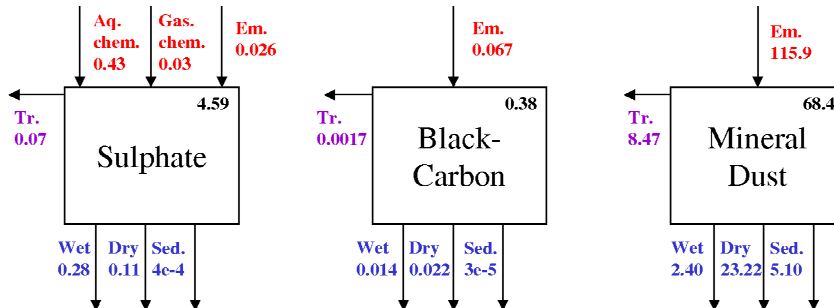 Aq.
chem.
0.43
Gas.
chem.
0.03
Em.
0.026
4.59
Tr.
0.07
Sulphate
Wet
0.28
Dry
0.11
Sed.
4e-4
Em.
0.067
0.38
Tr.
0.0017
Black-
Carbon
Wet
0.014
Dry
0.022
Sed.
3e-5
Em.
115.9
68.4
Tr.
8.47
Mineral
Dust
Wet
2.40
Dry
23.22
Sed.
5.10